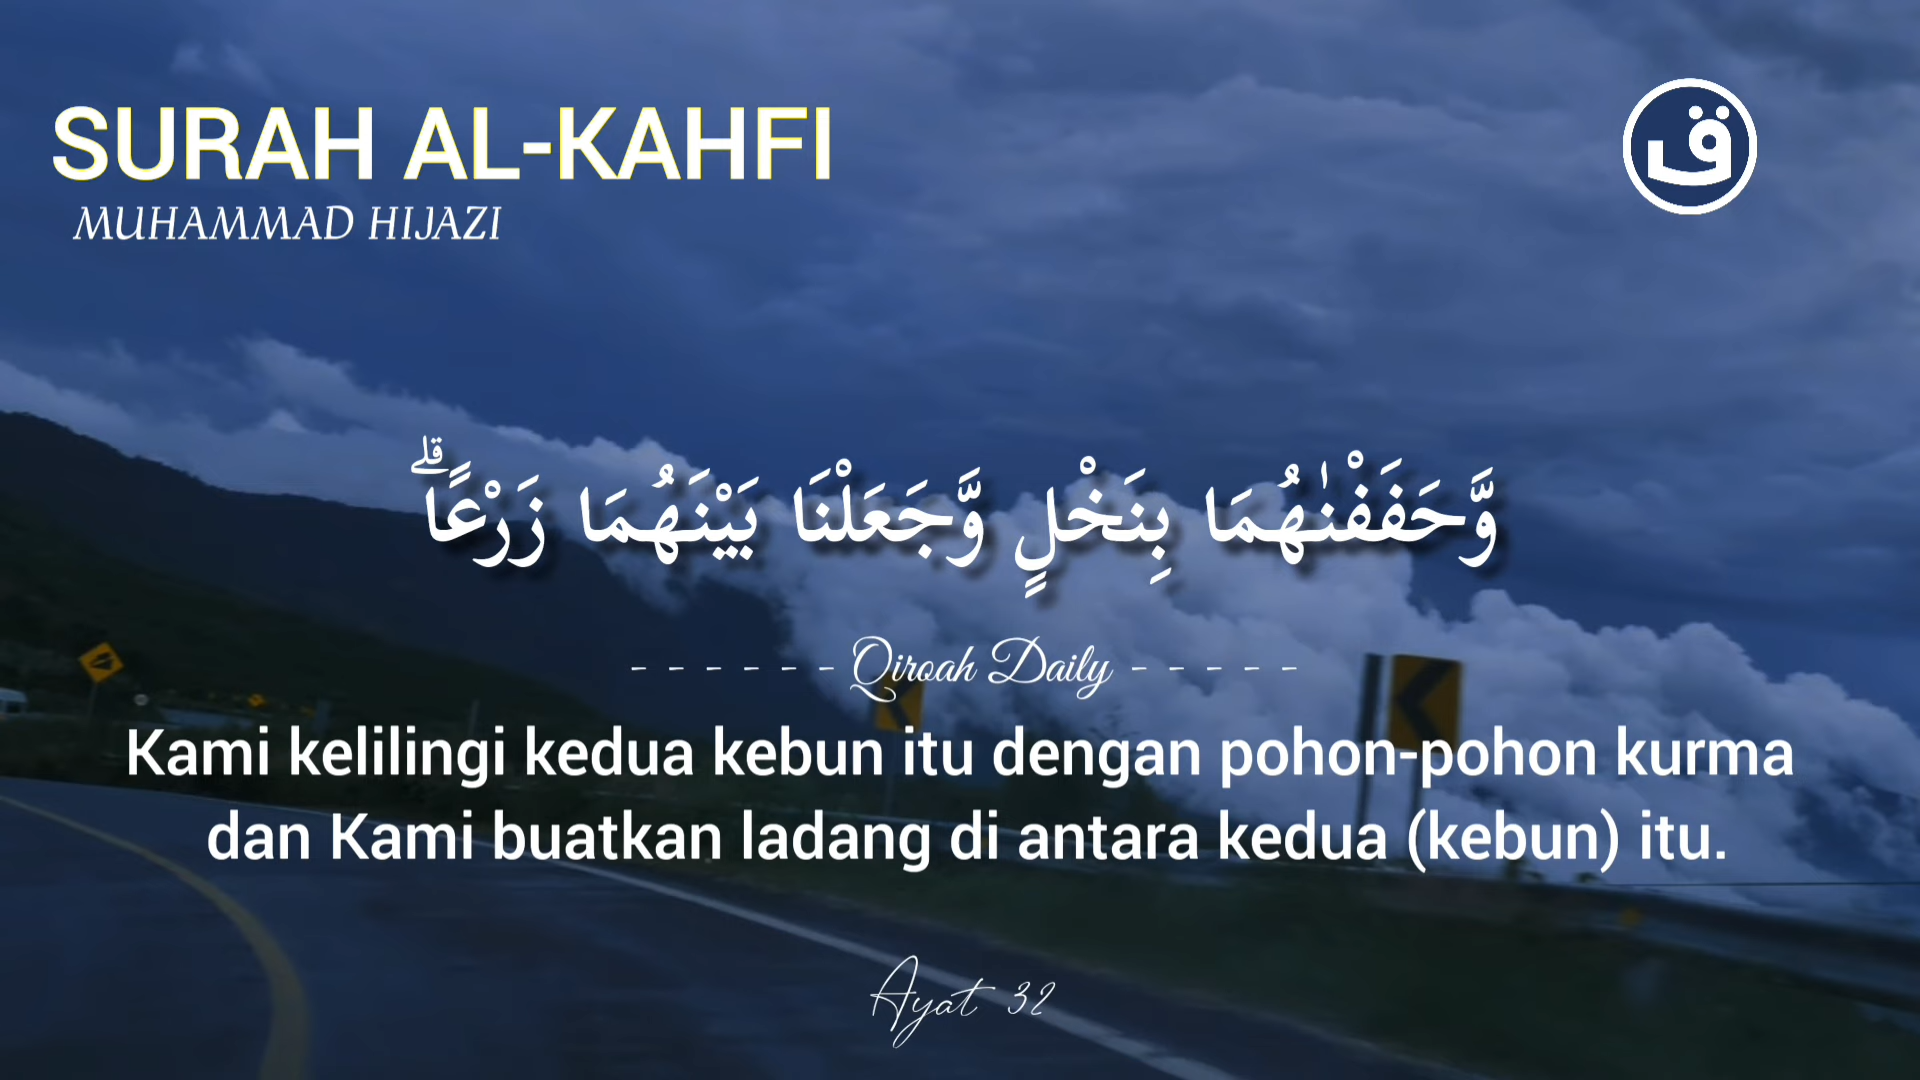 SURAH AL-KAHFI
MUHAMMAD HIJAZI
ق
وَّحَفَفْنٰهُمَا بِنَخْلٍ وَّجَعَلْنَا بَيْنَهُمَا زَرْعًاۗ
- - - - - - Qiroah Daily - - - - -
Kami kelilingi kedua kebun itu dengan pohon-pohon kurma
dan Kami buatkan ladang di antara kedua (kebun) itu.
Ayat 32